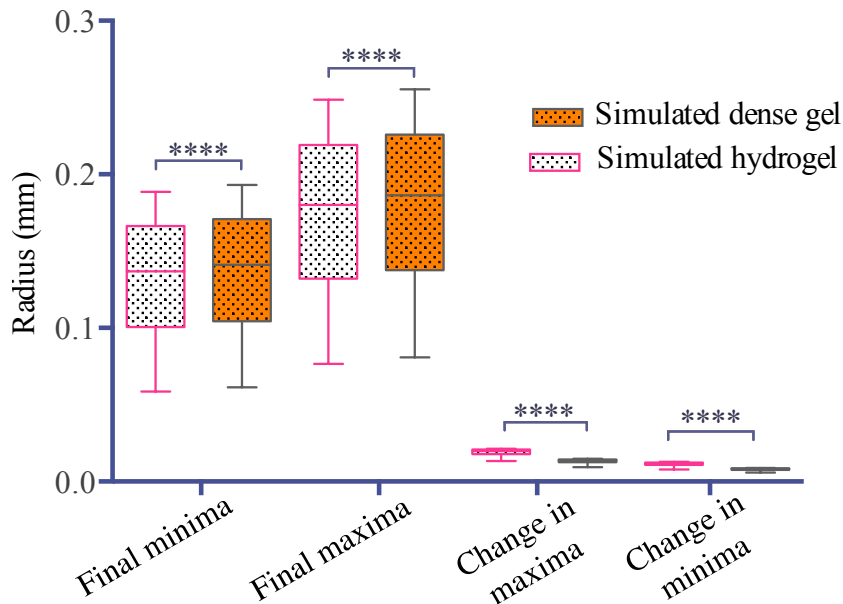 0.3
0.2
0.1
0.0
Radius (mm)
****
****
****
****
Simulated dense gel
Simulated hydrogel
Final minima
Final maxima
Change in
maxima
Change in
minima